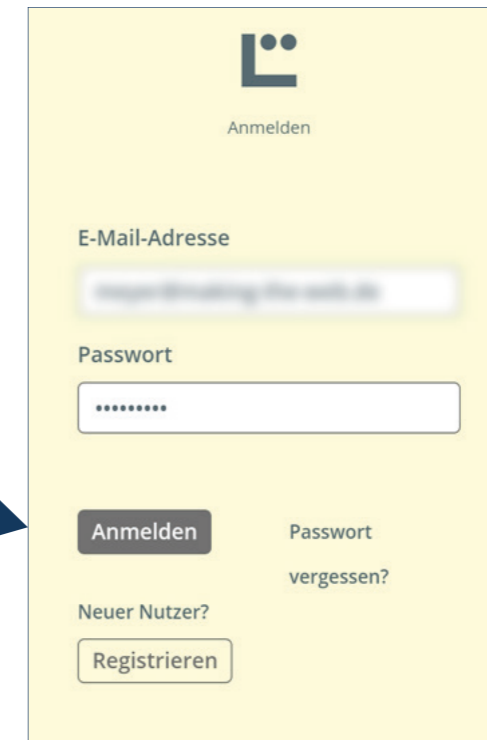 Anmelden
E-Mail-Adresse
Passwort
•••••••••
Anmelden
Passwort
vergessen?
Neuer Nutzer?
Registrieren